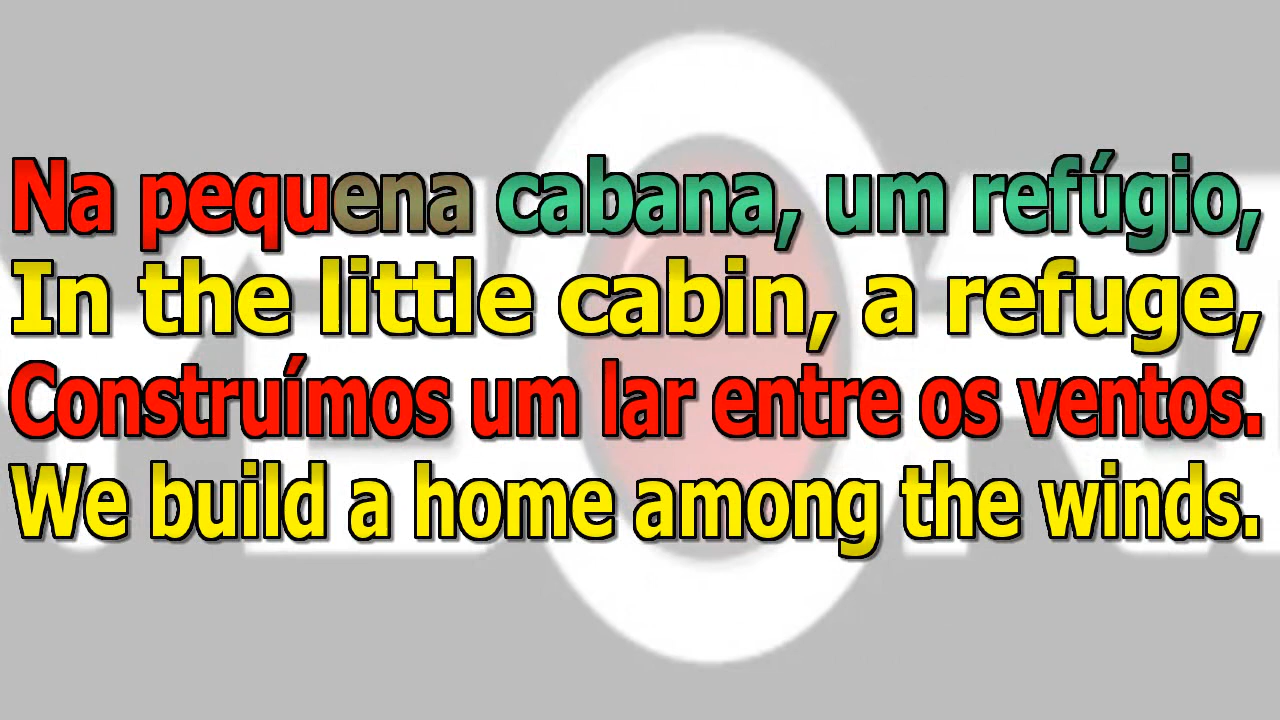 Na pequena cabana, um refúgio,
In the little cabin, a refuge,
Construímos um lar entre os ventos.
We build a home among the winds.